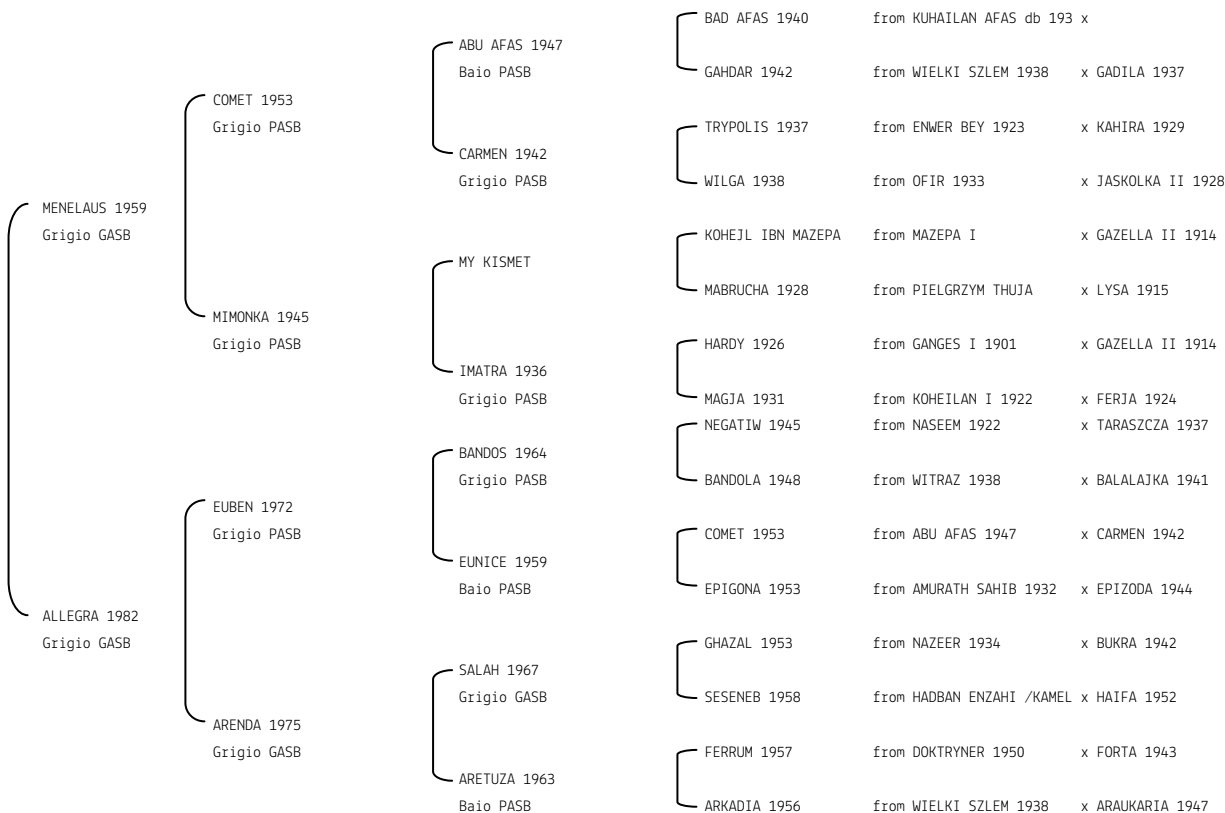 BAD AFAS 1940 from KUHAILAN AFAS db 193 x
ABU AFAS 1947
Baio PASB GAHDAR 1942 from WIELKI SZLEM 1938 x GADILA 1937
COMET 1953
Grigio PASB TRYPOLIS 1937 from ENWER BEY 1923 x KAHIRA 1929
CARMEN 1942
Grigio PASB WILGA 1938 from OFIR 1933 x JASKOLKA II 1928
MENELAUS 1959
Grigio GASB KOHEJL IBN MAZEPA from MAZEPA I x GAZELLA II 1914
MY KISMET
MABRUCHA 1928 from PIELGRZYM THUJA x LYSA 1915
MIMONKA 1945
Grigio PASB HARDY 1926 from GANGES I 1901 x GAZELLA II 1914
IMATRA 1936
Grigio PASB MAGJA 1931 from KOHEILAN I 1922 x FERJA 1924
NEGATIW 1945 from NASEEM 1922 x TARASZCZA 1937
BANDOS 1964
Grigio PASB BANDOLA 1948 from WITRAZ 1938 x BALALAJKA 1941
EUBEN 1972
Grigio PASB COMET 1953 from ABU AFAS 1947 x CARMEN 1942
EUNICE 1959
Baio PASB EPIGONA 1953 from AMURATH SAHIB 1932 x EPIZODA 1944
ALLEGRA 1982
Grigio GASB GHAZAL 1953 from NAZEER 1934 x BUKRA 1942
SALAH 1967
Grigio GASB SESENEB 1958 from HADBAN ENZAHI /KAMEL x HAIFA 1952
ARENDA 1975
Grigio GASB FERRUM 1957 from DOKTRYNER 1950 x FORTA 1943
ARETUZA 1963
Baio PASB ARKADIA 1956 from WIELKI SZLEM 1938 x ARAUKARIA 1947